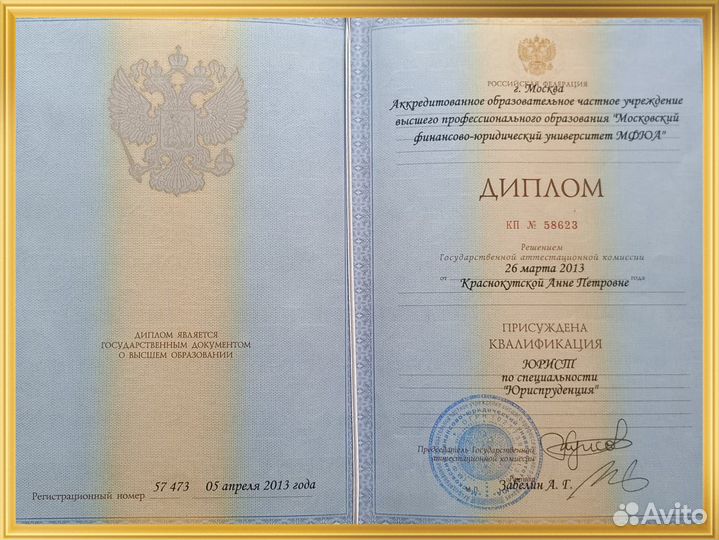 ДИПЛОМ ЯВЛЯЕТСЯ
ГОСУДАРСТВЕННЫМ ДОКУМЕНТОМ
О ВЫСШЕМ ОБРАЗОВАНИИ
Регистрационный номер 57 473 05 апреля 2013 года
РОССИЙСКАЯ ФЕДЕРАЦИЯ
г. Москва
Аккредитованное образовательное частное учреждение
высшего профессионального образования "Московский
финансово-юридический университет МФЮА"
ДИПЛОМ
КП № 58623
Решением
Государственной аттестационной комиссии
от 26 марта 2013 года
Краснокутской Анне Петровне
ПРИСУЖДЕНА
КВАЛИФИКАЦИЯ
ЮРИСТ
по специальности
"Юриспруденция"
Председатель Государственной
аттестационной комиссии
Ректор
Забелин А. Г.
Avito